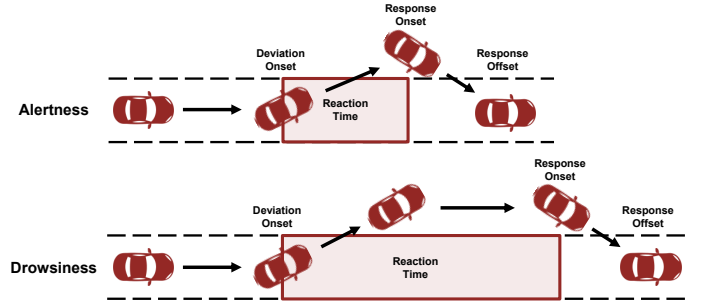 Response
Onset
Deviation
Onset
Response
Offset
Alertness
Reaction
Time
Response
Onset
Deviation
Onset
Response
Offset
Drowsiness
Reaction
Time